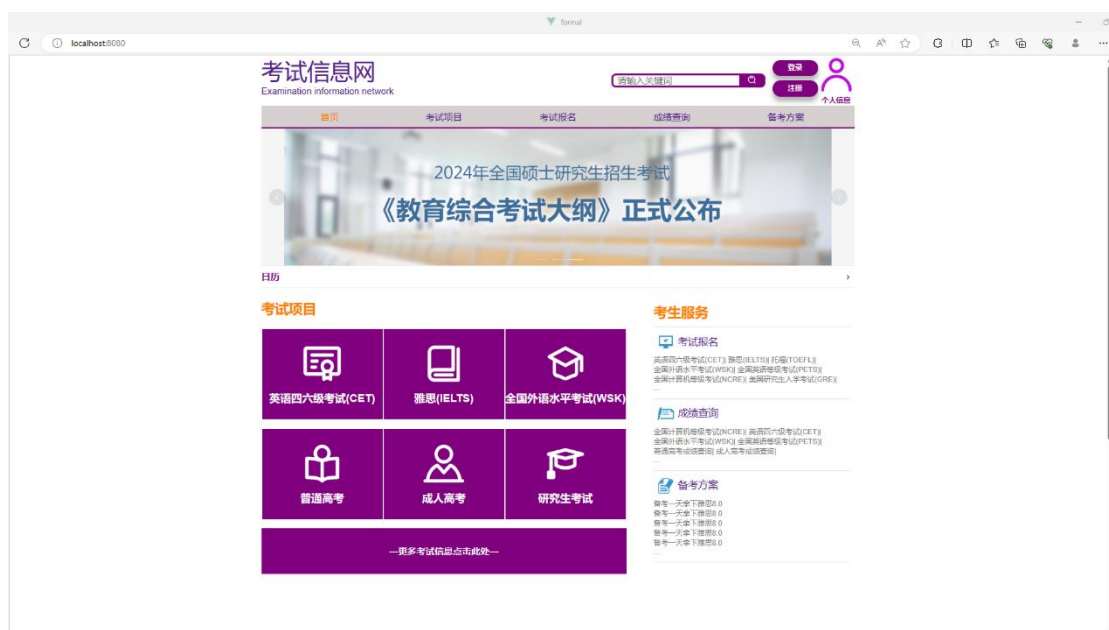 formal
localhost:8080
考试信息网
Examination information network
请输入关键词
登录
注册
个人信息
首页 考试项目 考试报名 成绩查询 备考方案
2024年全国硕士研究生招生考试
《教育综合考试大纲》正式公布
日历
考试项目
英语四六级考试(CET) 雅思(IELTS) 全国外语水平考试(WSK)
普通高考 成人高考 研究生考试
—更多考试信息点击此处—
考生服务
考试报名
英语四六级考试(CET)| 雅思(IELTS)| 托福(TOEFL)|
全国外语水平考试(WSK)| 全国英语等级考试(PETS)|
全国计算机等级考试(NCRE)| 美国研究生入学考试(GRE)|
...
成绩查询
全国计算机等级考试(NCRE)| 英语四六级考试(CET)|
全国外语水平考试(WSK)| 全国英语等级考试(PETS)|
普通高考成绩查询| 成人高考成绩查询|
...
备考方案
备考一天拿下雅思8.0
备考一天拿下雅思8.0
备考一天拿下雅思8.0
备考一天拿下雅思8.0
备考一天拿下雅思8.0
...